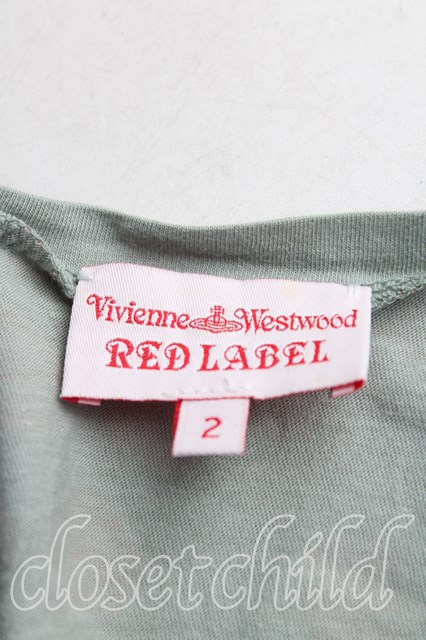 Vivienne Westwood
RED LABEL
2
closetchild